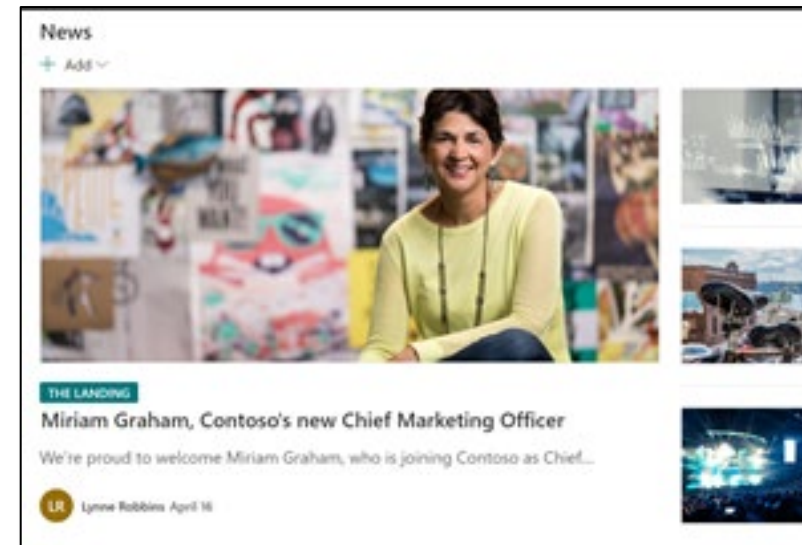 News
+ Add
THE LANDING
Miriam Graham, Contoso's new Chief Marketing Officer
We're proud to welcome Miriam Graham, who is joining Contoso as Chief...
LR
Lynne Robbins April 16